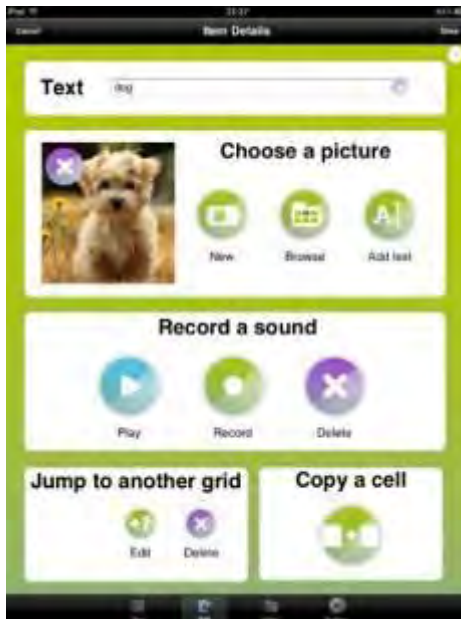 Item Details
Text dog
Choose a picture
New Browse Add text
Record a sound
Play Record Delete
Jump to another grid
Edit Delete
Copy a cell